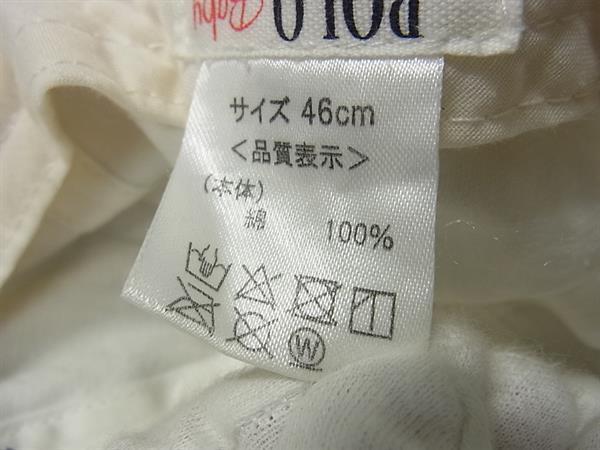 POLO Baby
サイズ 46cm
<品質表示>
(本体)
綿 100%
W